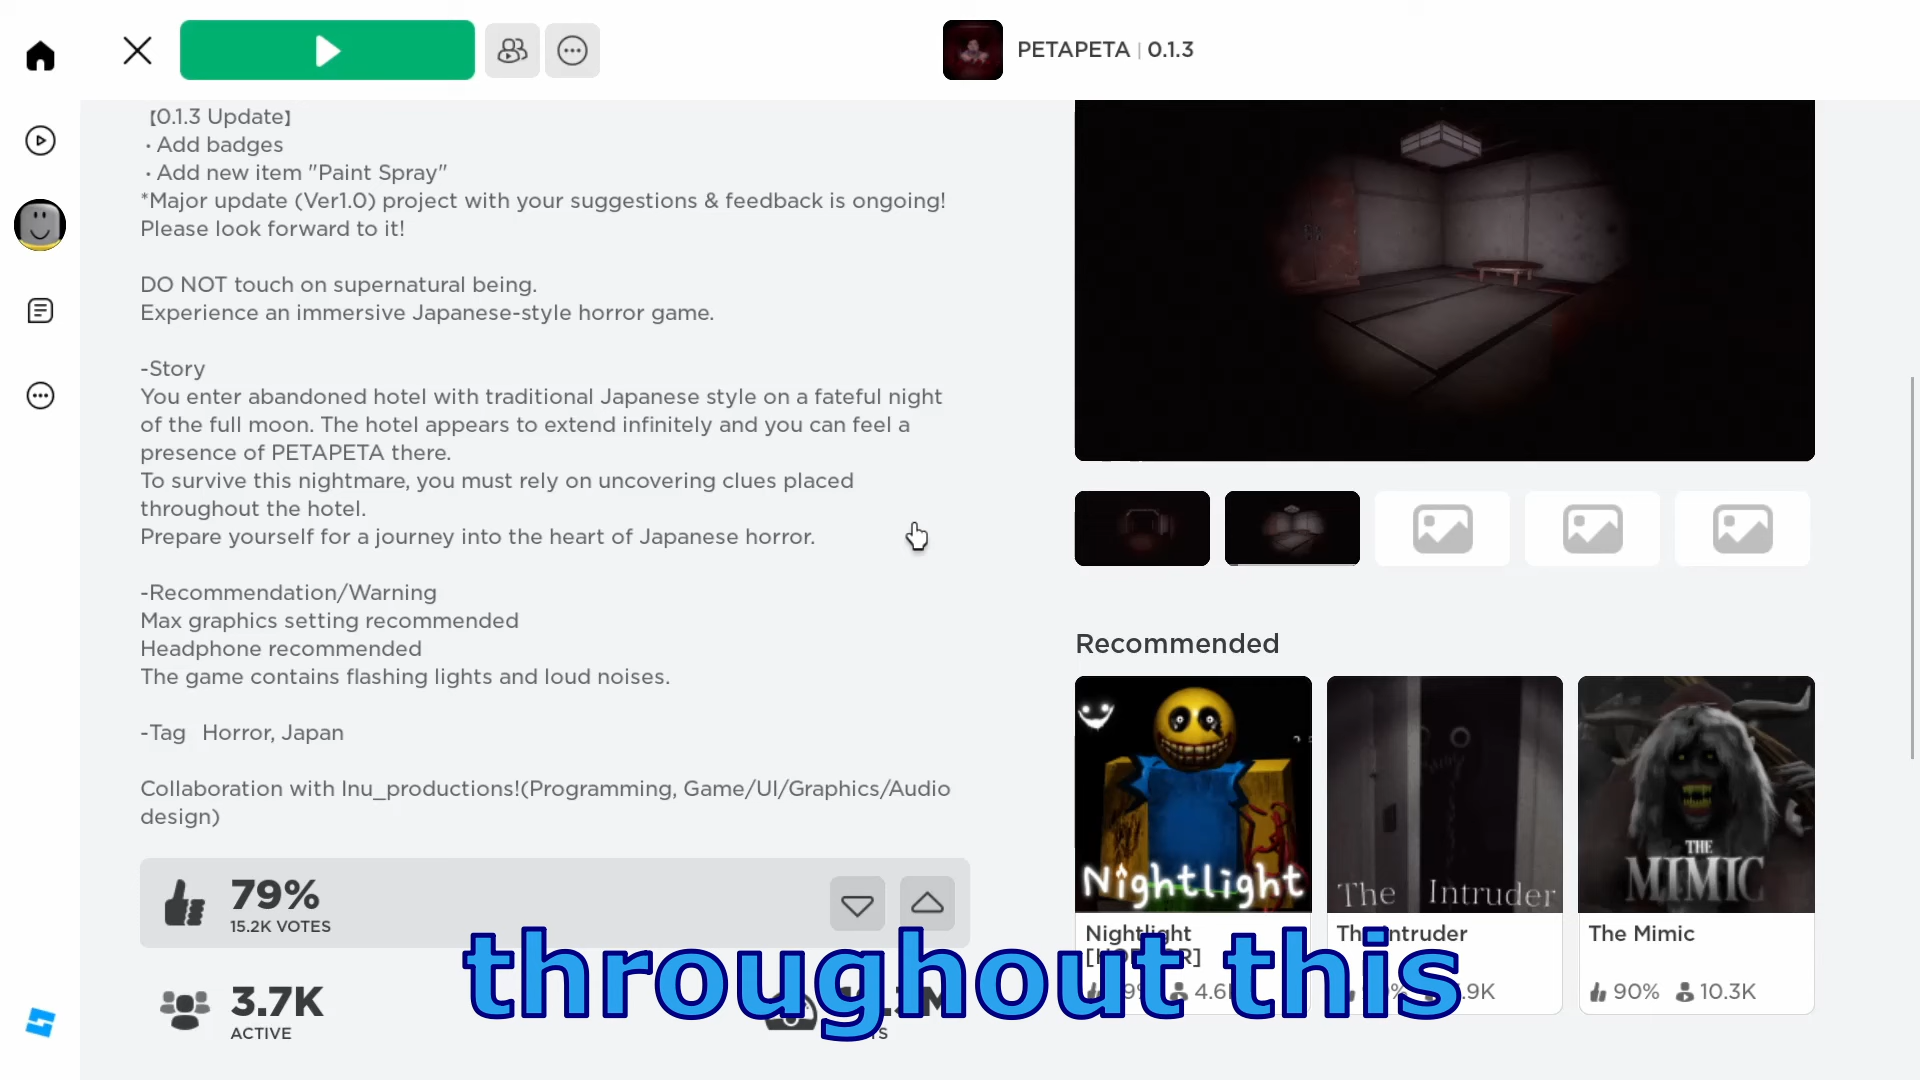 PETAPETA | 0.1.3
【0.1.3 Update】
・Add badges
・Add new item "Paint Spray"
*Major update (Ver1.0) project with your suggestions & feedback is ongoing!
Please look forward to it!
DO NOT touch on supernatural being.
Experience an immersive Japanese-style horror game.
-Story
You enter abandoned hotel with traditional Japanese style on a fateful night
of the full moon. The hotel appears to extend infinitely and you can feel a
presence of PETAPETA there.
To survive this nightmare, you must rely on uncovering clues placed
throughout the hotel.
Prepare yourself for a journey into the heart of Japanese horror.
-Recommendation/Warning
Max graphics setting recommended
Headphone recommended
The game contains flashing lights and loud noises.
-Tag Horror, Japan
Collaboration with Inu_productions!(Programming, Game/UI/Graphics/Audio
design)
79%
15.2K VOTES
3.7K
ACTIVE
Recommended
Nightlight
The Intruder
THE
MIMIC
Nightlight
The Intruder
The Mimic
90% 10.3K
throughout this